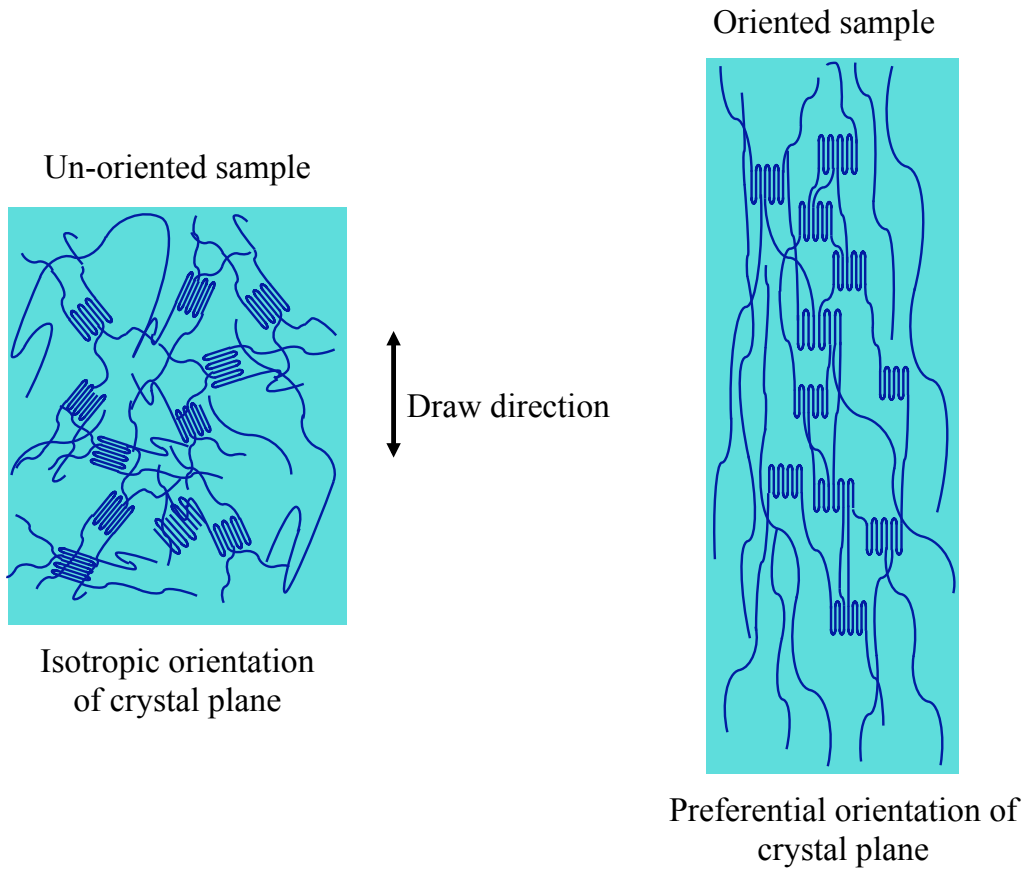 Oriented sample
Un-oriented sample
Draw direction
Isotropic orientation
of crystal plane
Preferential orientation of
crystal plane